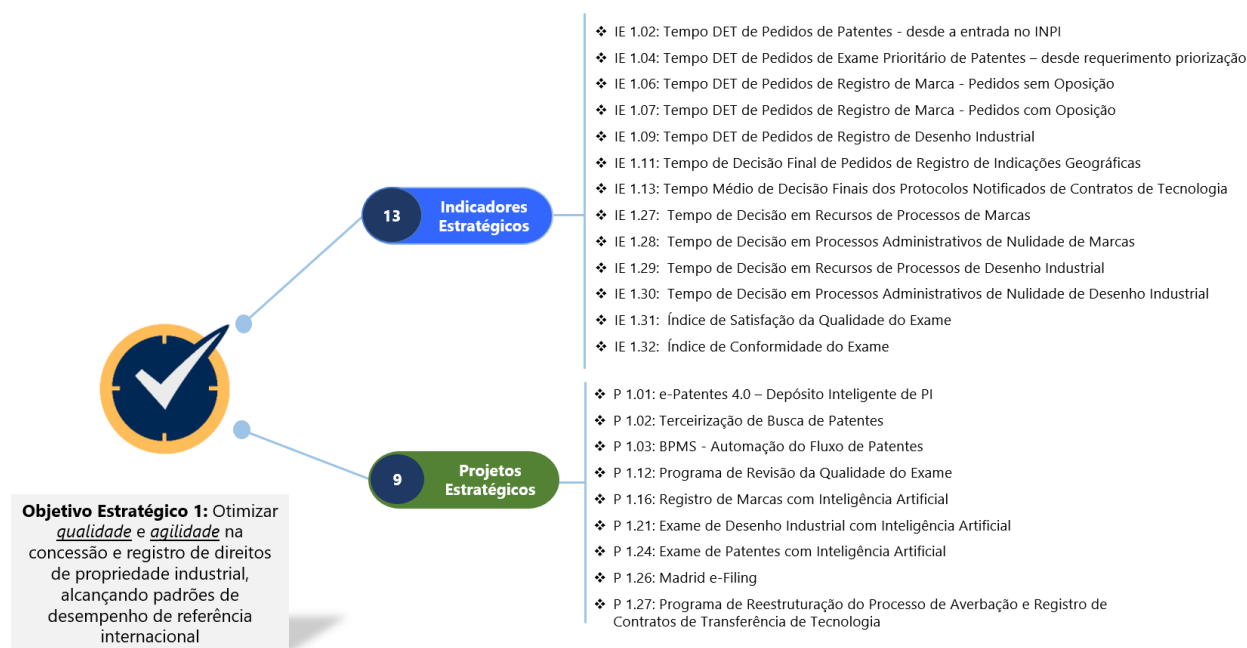 ❖ IE 1.02: Tempo DET de Pedidos de Patentes - desde a entrada no INPI
❖ IE 1.04: Tempo DET de Pedidos de Exame Prioritário de Patentes – desde requerimento priorização
❖ IE 1.06: Tempo DET de Pedidos de Registro de Marca - Pedidos sem Oposição
❖ IE 1.07: Tempo DET de Pedidos de Registro de Marca - Pedidos com Oposição
❖ IE 1.09: Tempo DET de Pedidos de Registro de Desenho Industrial
❖ IE 1.11: Tempo de Decisão Final de Pedidos de Registro de Indicações Geográficas
❖ IE 1.13: Tempo Médio de Decisão Finais dos Protocolos Notificados de Contratos de Tecnologia
❖ IE 1.27: Tempo de Decisão em Recursos de Processos de Marcas
❖ IE 1.28: Tempo de Decisão em Processos Administrativos de Nulidade de Marcas
❖ IE 1.29: Tempo de Decisão em Recursos de Processos de Desenho Industrial
❖ IE 1.30: Tempo de Decisão em Processos Administrativos de Nulidade de Desenho Industrial
❖ IE 1.31: Índice de Satisfação da Qualidade do Exame
❖ IE 1.32: Índice de Conformidade do Exame
13
Indicadores
Estratégicos
❖ P 1.01: e-Patentes 4.0 – Depósito Inteligente de PI
❖ P 1.02: Terceirização de Busca de Patentes
❖ P 1.03: BPMS - Automação do Fluxo de Patentes
❖ P 1.12: Programa de Revisão da Qualidade do Exame
❖ P 1.16: Registro de Marcas com Inteligência Artificial
❖ P 1.21: Exame de Desenho Industrial com Inteligência Artificial
❖ P 1.24: Exame de Patentes com Inteligência Artificial
❖ P 1.26: Madrid e-Filing
❖ P 1.27: Programa de Reestruturação do Processo de Averbação e Registro de
Contratos de Transferência de Tecnologia
9
Projetos
Estratégicos
Objetivo Estratégico 1: Otimizar
qualidade e agilidade na
concessão e registro de direitos
de propriedade industrial,
alcançando padrões de
desempenho de referência
internacional